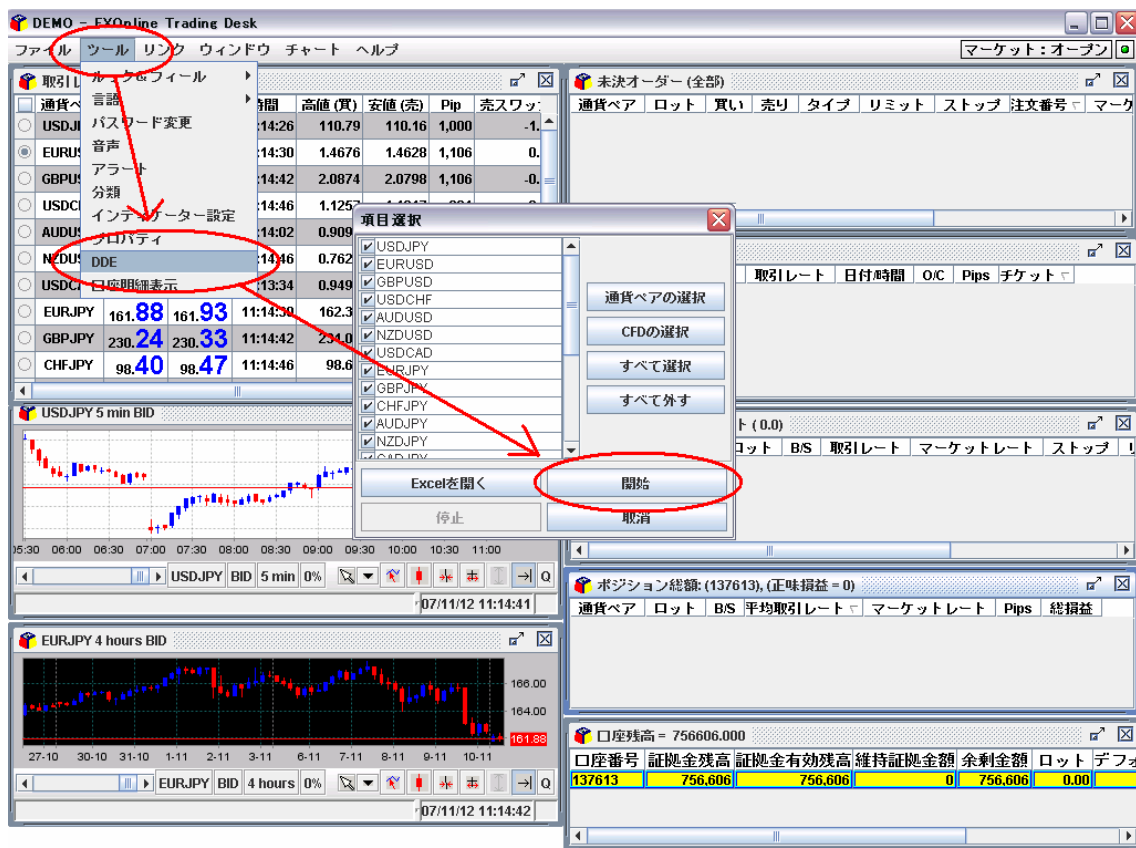 DEMO - FXOnline Trading Desk
ファイル ツール リンク ウィンドウ チャート ヘルプ
マーケット：オープン
ルック&フィール
言語
パスワード変更
音声
アラート
分類
インディケーター設定
プロパティ
DDE
口座明細表示
高値(買) 安値(売) Pip
:14:26 110.79 110.16 1,000 -1.
EURUS :14:30 1.4676 1.4628 1,106 0.
GBPUS :14:42 2.0874 2.0798 1,106 -0.
USDC :14:46 1.1257
AUDUS :14:02 0.909
NZDUS :14:46 0.762
USDC :13:34 0.949
EURJPY 161.88 161.93 11:14:30 162.3
GBPJPY 230.24 230.33 11:14:42
CHFJPY 98.40 98.47 11:14:46 98.6
項目選択
USDJPY
EURUSD
GBPUSD
USDCHF
AUDUSD
NZDUSD
USDCAD
EURJPY
GBPJPY
CHFJPY
AUDJPY
NZDJPY
CADJPY
通貨ペアの選択
CFDの選択
すべて選択
すべて外す
Excelを開く 開始
停止 取消
未決オーダー (全部)
通貨ペア ロット 買い 売り タイプ リミット ストップ 注文番号 マーケ
取引レート 日付/時間 O/C Pips チケット
ト ( 0.0)
ロット B/S 取引レート マーケットレート ストップ リ
USDJPY 5 min BID
05:30 06:00 06:30 07:00 07:30 08:00 08:30 09:00 09:30 10:00 10:30 11:00
USDJPY BID 5 min 0% Q
07/11/12 11:14:41
ポジション総額: (137613), (正味損益 = 0)
通貨ペア ロット B/S 平均取引レート マーケットレート Pips 総損益
EURJPY 4 hours BID
166.00
164.00
161.88
27-10 30-10 31-10 1-11 2-11 3-11 6-11 7-11 8-11 9-11 10-11
EURJPY BID 4 hours 0% Q
07/11/12 11:14:42
口座残高 = 756606.000
口座番号 証拠金残高 証拠金有効残高 維持証拠金額 余剰金額 ロット デフォ
137613 756,606 756,606 0 756,606 0.00